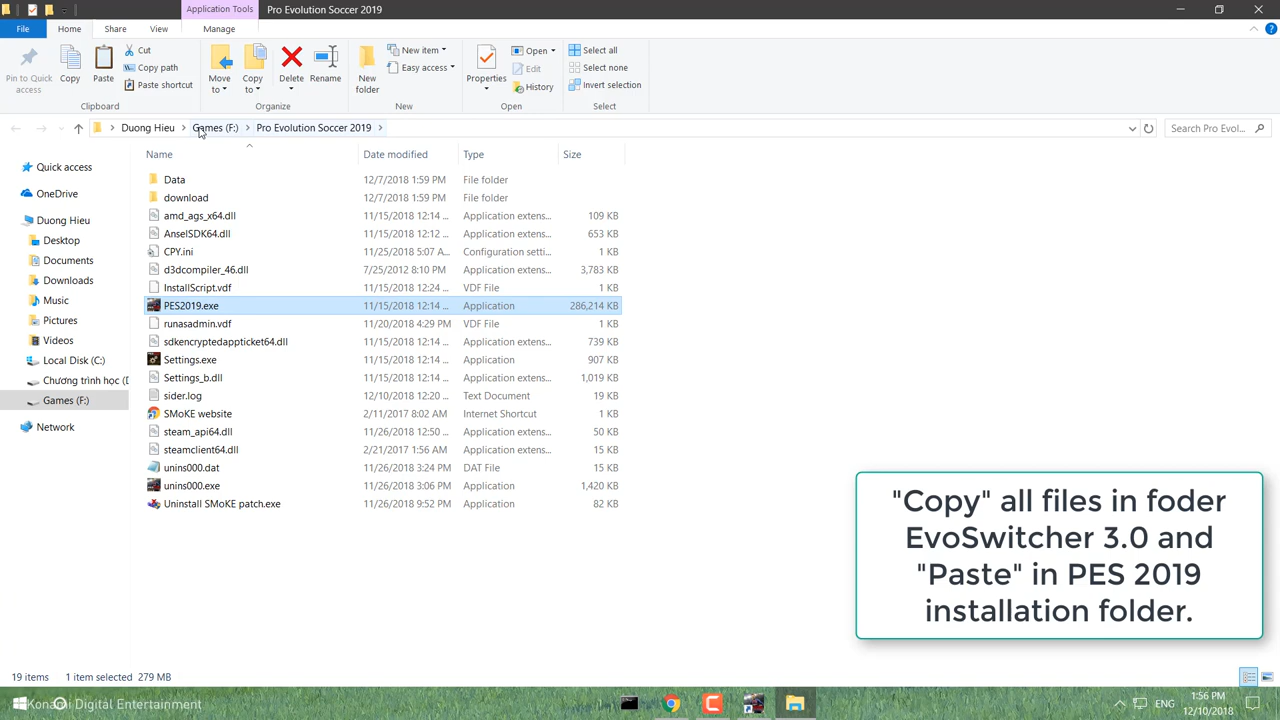 Application Tools
Pro Evolution Soccer 2019
File
Home
Share
View
Manage
Pin to Quick access
Copy
Paste
Cut
Copy path
Paste shortcut
Move to
Copy to
Delete
Rename
New folder
New item
Easy access
Properties
Open
Edit
History
Select all
Select none
Invert selection
Clipboard
Organize
New
Open
Select
Duong Hieu > Games (F:) > Pro Evolution Soccer 2019 >
Search Pro Evol...
Quick access
OneDrive
Duong Hieu
Desktop
Documents
Downloads
Music
Pictures
Videos
Local Disk (C:)
Chương trình học (D
Games (F:)
Network
Name Date modified Type Size
Data 12/7/2018 1:59 PM File folder
download 12/7/2018 1:59 PM File folder
amd_ags_x64.dll 11/15/2018 12:14 ... Application extens... 109 KB
AnselSDK64.dll 11/15/2018 12:12 ... Application extens... 653 KB
CPY.ini 11/25/2018 5:07 A... Configuration setti... 1 KB
d3dcompiler_46.dll 7/25/2012 8:10 PM Application extens... 3,783 KB
InstallScript.vdf 11/15/2018 12:24 ... VDF File 1 KB
PES2019.exe 11/15/2018 12:14 ... Application 286,214 KB
runasadmin.vdf 11/20/2018 4:29 PM VDF File 1 KB
sdkencryptedappticket64.dll 11/15/2018 12:14 ... Application extens... 739 KB
Settings.exe 11/15/2018 12:14 ... Application 907 KB
Settings_b.dll 11/15/2018 12:14 ... Application extens... 1,019 KB
sider.log 12/10/2018 12:20 ... Text Document 19 KB
SMoKE website 2/11/2017 8:02 AM Internet Shortcut 1 KB
steam_api64.dll 11/26/2018 12:50 ... Application extens... 50 KB
steamclient64.dll 2/21/2017 1:56 AM Application extens... 15 KB
unins000.dat 11/26/2018 3:24 PM DAT File 15 KB
unins000.exe 11/26/2018 3:06 PM Application 1,420 KB
Uninstall SMoKE patch.exe 11/26/2018 9:52 PM Application 82 KB
"Copy" all files in foder
EvoSwitcher 3.0 and
"Paste" in PES 2019
installation folder.
19 items 1 item selected 279 MB
Konami Digital Entertainment
ENG
1:56 PM
12/10/2018